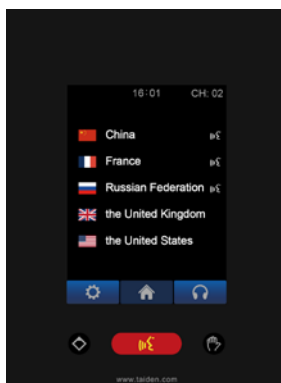 16:01 CH: 02
China
France
Russian Federation
the United Kingdom
the United States
www.taiden.com